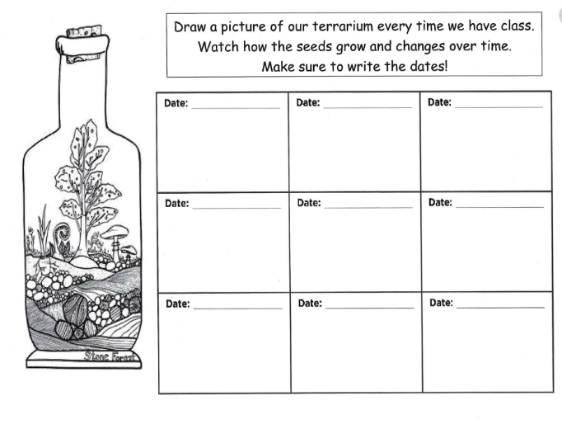 Draw a picture of our terrarium every time we have class.
Watch how the seeds grow and changes over time.
Make sure to write the dates!
Date: Date: Date:
Date: Date: Date:
Date: Date: Date:
Stone Forest